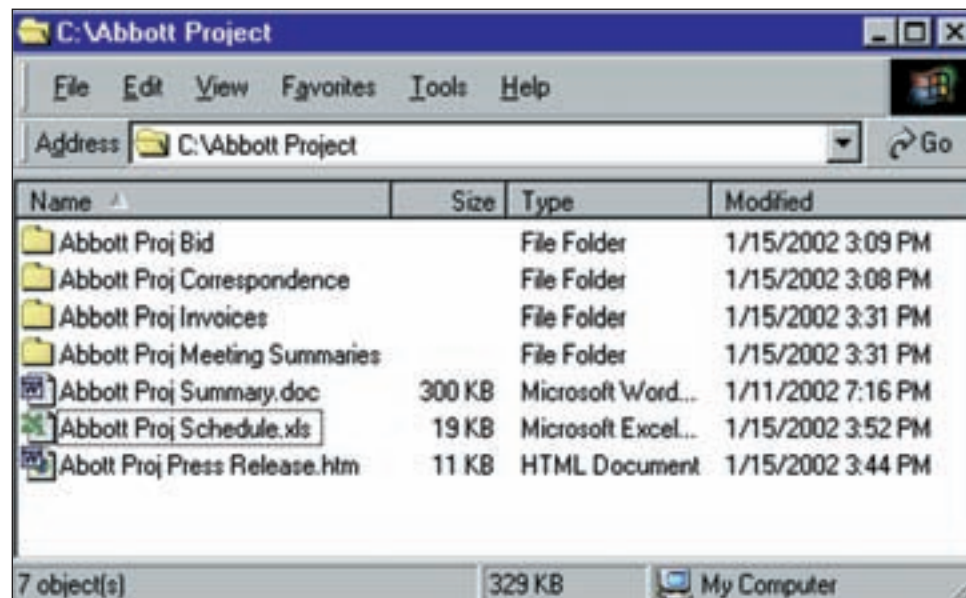 C:\Abbott Project
File Edit View Favorites Tools Help
Address C:\Abbott Project Go
Name Size Type Modified
Abbott Proj Bid File Folder 1/15/2002 3:09 PM
Abbott Proj Correspondence File Folder 1/15/2002 3:08 PM
Abbott Proj Invoices File Folder 1/15/2002 3:31 PM
Abbott Proj Meeting Summaries File Folder 1/15/2002 3:31 PM
Abbott Proj Summary.doc 300 KB Microsoft Word... 1/11/2002 7:16 PM
Abbott Proj Schedule.xls 19 KB Microsoft Excel... 1/15/2002 3:52 PM
Abott Proj Press Release.htm 11 KB HTML Document 1/15/2002 3:44 PM
7 object(s) 329 KB My Computer